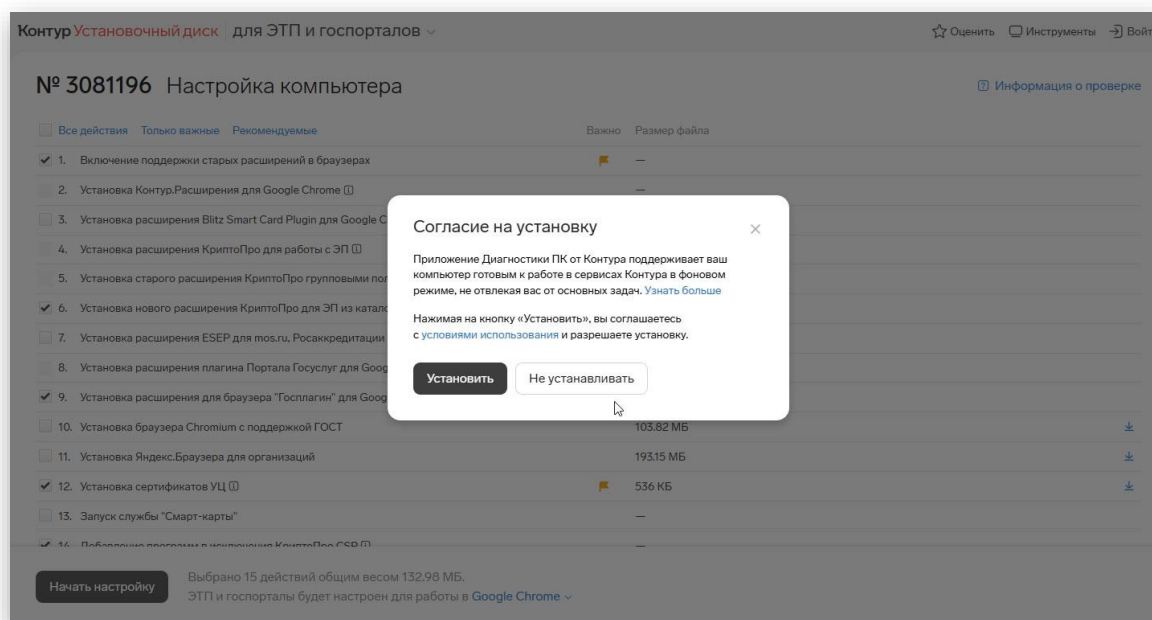 Контур Установочный диск для ЭТП и госпорталов
Оценить Инструменты Войт
№ 3081196 Настройка компьютера
Информация о проверке
Все действия Только важные Рекомендуемые Важно Размер файла
1. Включение поддержки старых расширений в браузерах —
2. Установка Контур.Расширения для Google Chrome —
3. Установка расширения Blitz Smart Card Plugin для Google C
4. Установка расширения КриптоПро для работы с ЭП
5. Установка старого расширения КриптоПро групповыми пол
6. Установка нового расширения КриптоПро для ЭП из катало
7. Установка расширения ESEP для mos.ru, Росаккредитации
8. Установка расширения плагина Портала Госуслуг для Goog
9. Установка расширения для браузера "Госплагин" для Goog
10. Установка браузера Chromium с поддержкой ГОСТ 103.82 МБ
11. Установка Яндекс.Браузера для организаций 193.15 МБ
12. Установка сертификатов УЦ 536 КБ
13. Запуск службы "Смарт-карты" —
14. Добавление программ в исключения КриптоПро CSP —
Согласие на установку
Приложение Диагностики ПК от Контура поддерживает ваш
компьютер готовым к работе в сервисах Контура в фоновом
режиме, не отвлекая вас от основных задач. Узнать больше
Нажимая на кнопку «Установить», вы соглашаетесь
с условиями использования и разрешаете установку.
Установить Не устанавливать
Начать настройку
Выбрано 15 действий общим весом 132.98 МБ.
ЭТП и госпорталы будет настроен для работы в Google Chrome